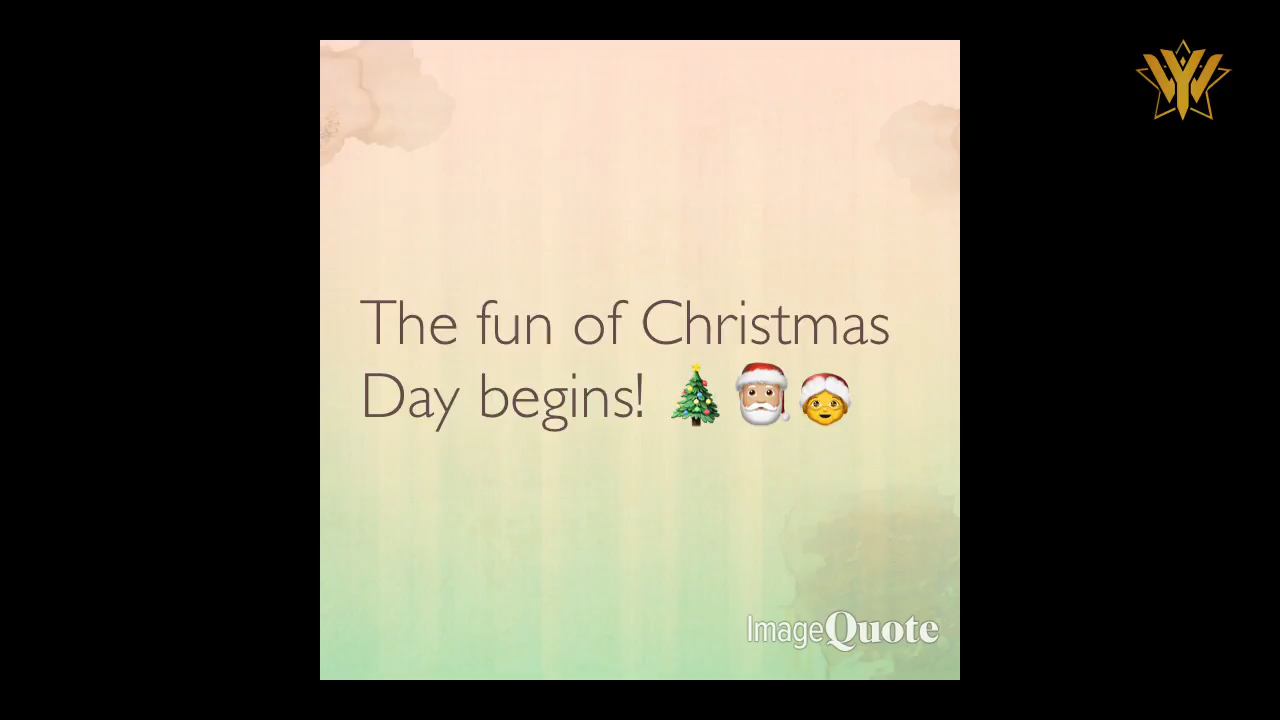 The fun of Christmas
Day begins! 🎄🎅🏼🤶
ImageQuote